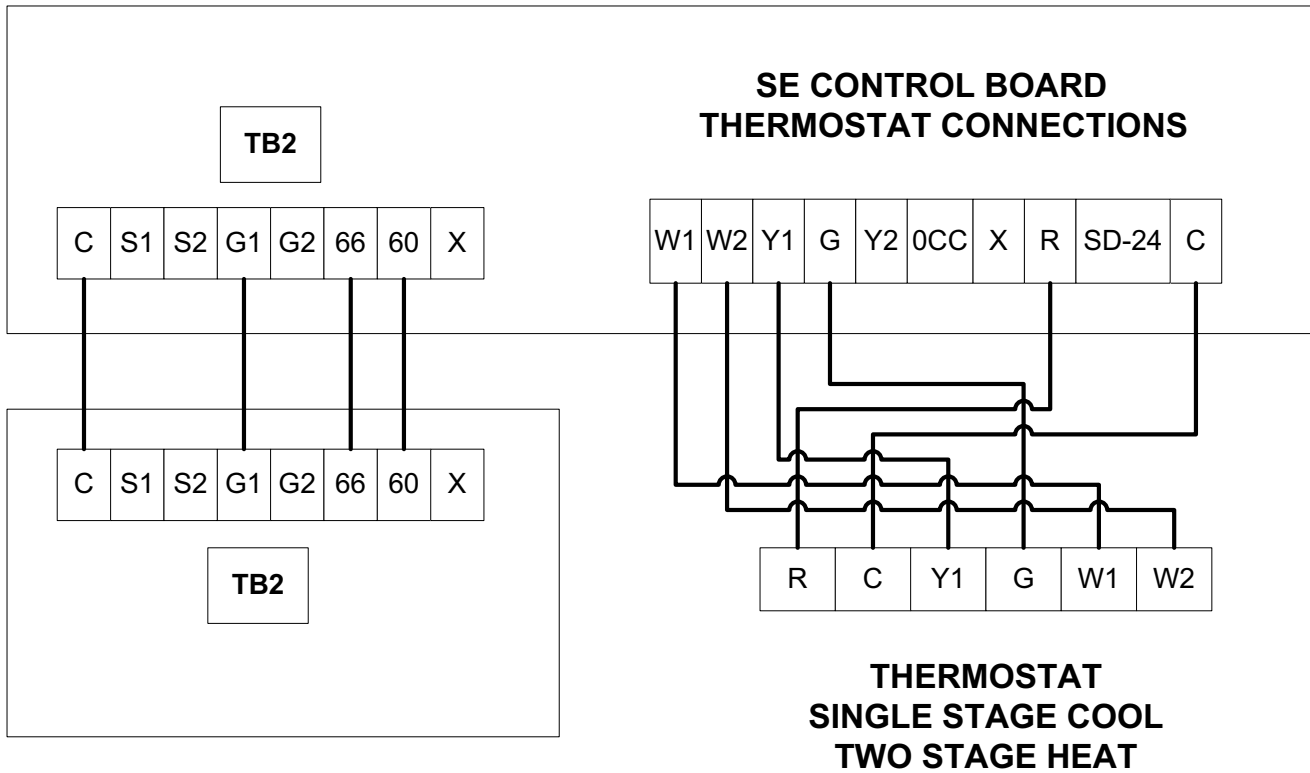 SE CONTROL BOARD
THERMOSTAT CONNECTIONS
TB2
C S1 S2 G1 G2 66 60 X
W1 W2 Y1 G Y2 0CC X R SD-24 C
C S1 S2 G1 G2 66 60 X
TB2
R C Y1 G W1 W2
THERMOSTAT
SINGLE STAGE COOL
TWO STAGE HEAT